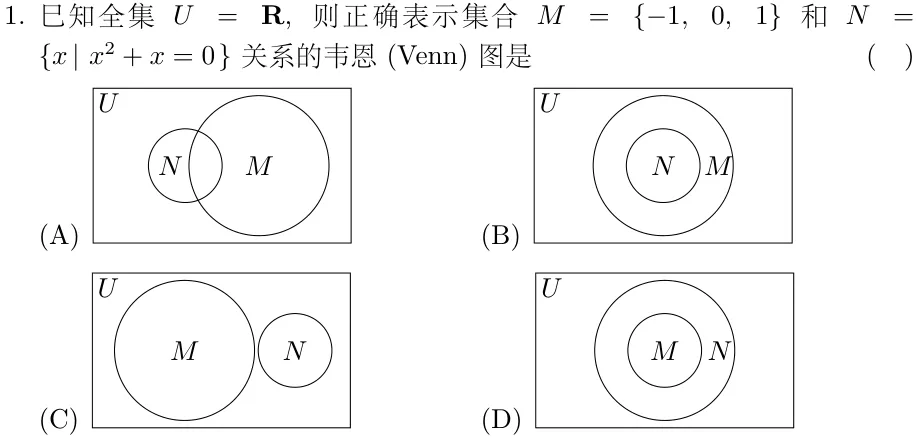 1. 已知全集 U = R, 则正确表示集合 M = {−1, 0, 1} 和 N =
{x | x² + x = 0} 关系的韦恩 (Venn) 图是 ( )
U
N M
(A)
U
N M
(B)
U
M N
(C)
U
M N
(D)